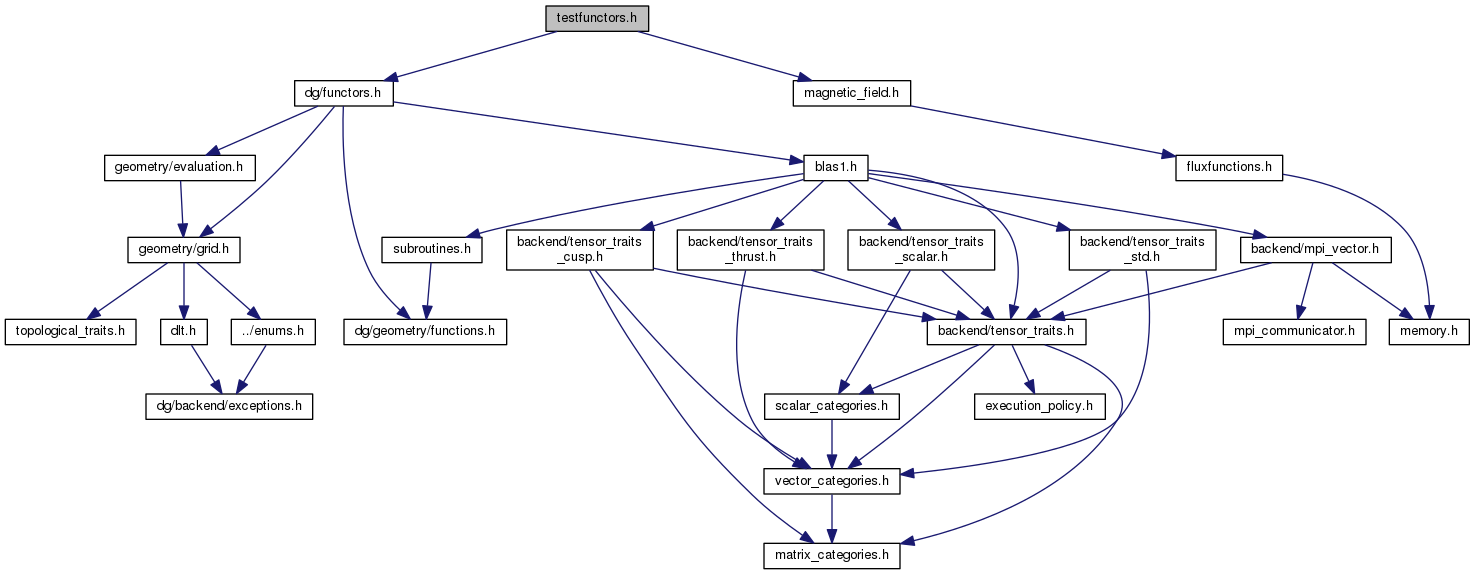 testfunctors.h
dg/functors.h
magnetic_field.h
geometry/evaluation.h
blas1.h
fluxfunctions.h
geometry/grid.h
subroutines.h
backend/tensor_traits
_cusp.h
backend/tensor_traits
_thrust.h
backend/tensor_traits
_scalar.h
backend/tensor_traits
_std.h
backend/mpi_vector.h
topological_traits.h
dlt.h
../enums.h
dg/geometry/functions.h
backend/tensor_traits.h
mpi_communicator.h
memory.h
dg/backend/exceptions.h
scalar_categories.h
execution_policy.h
vector_categories.h
matrix_categories.h